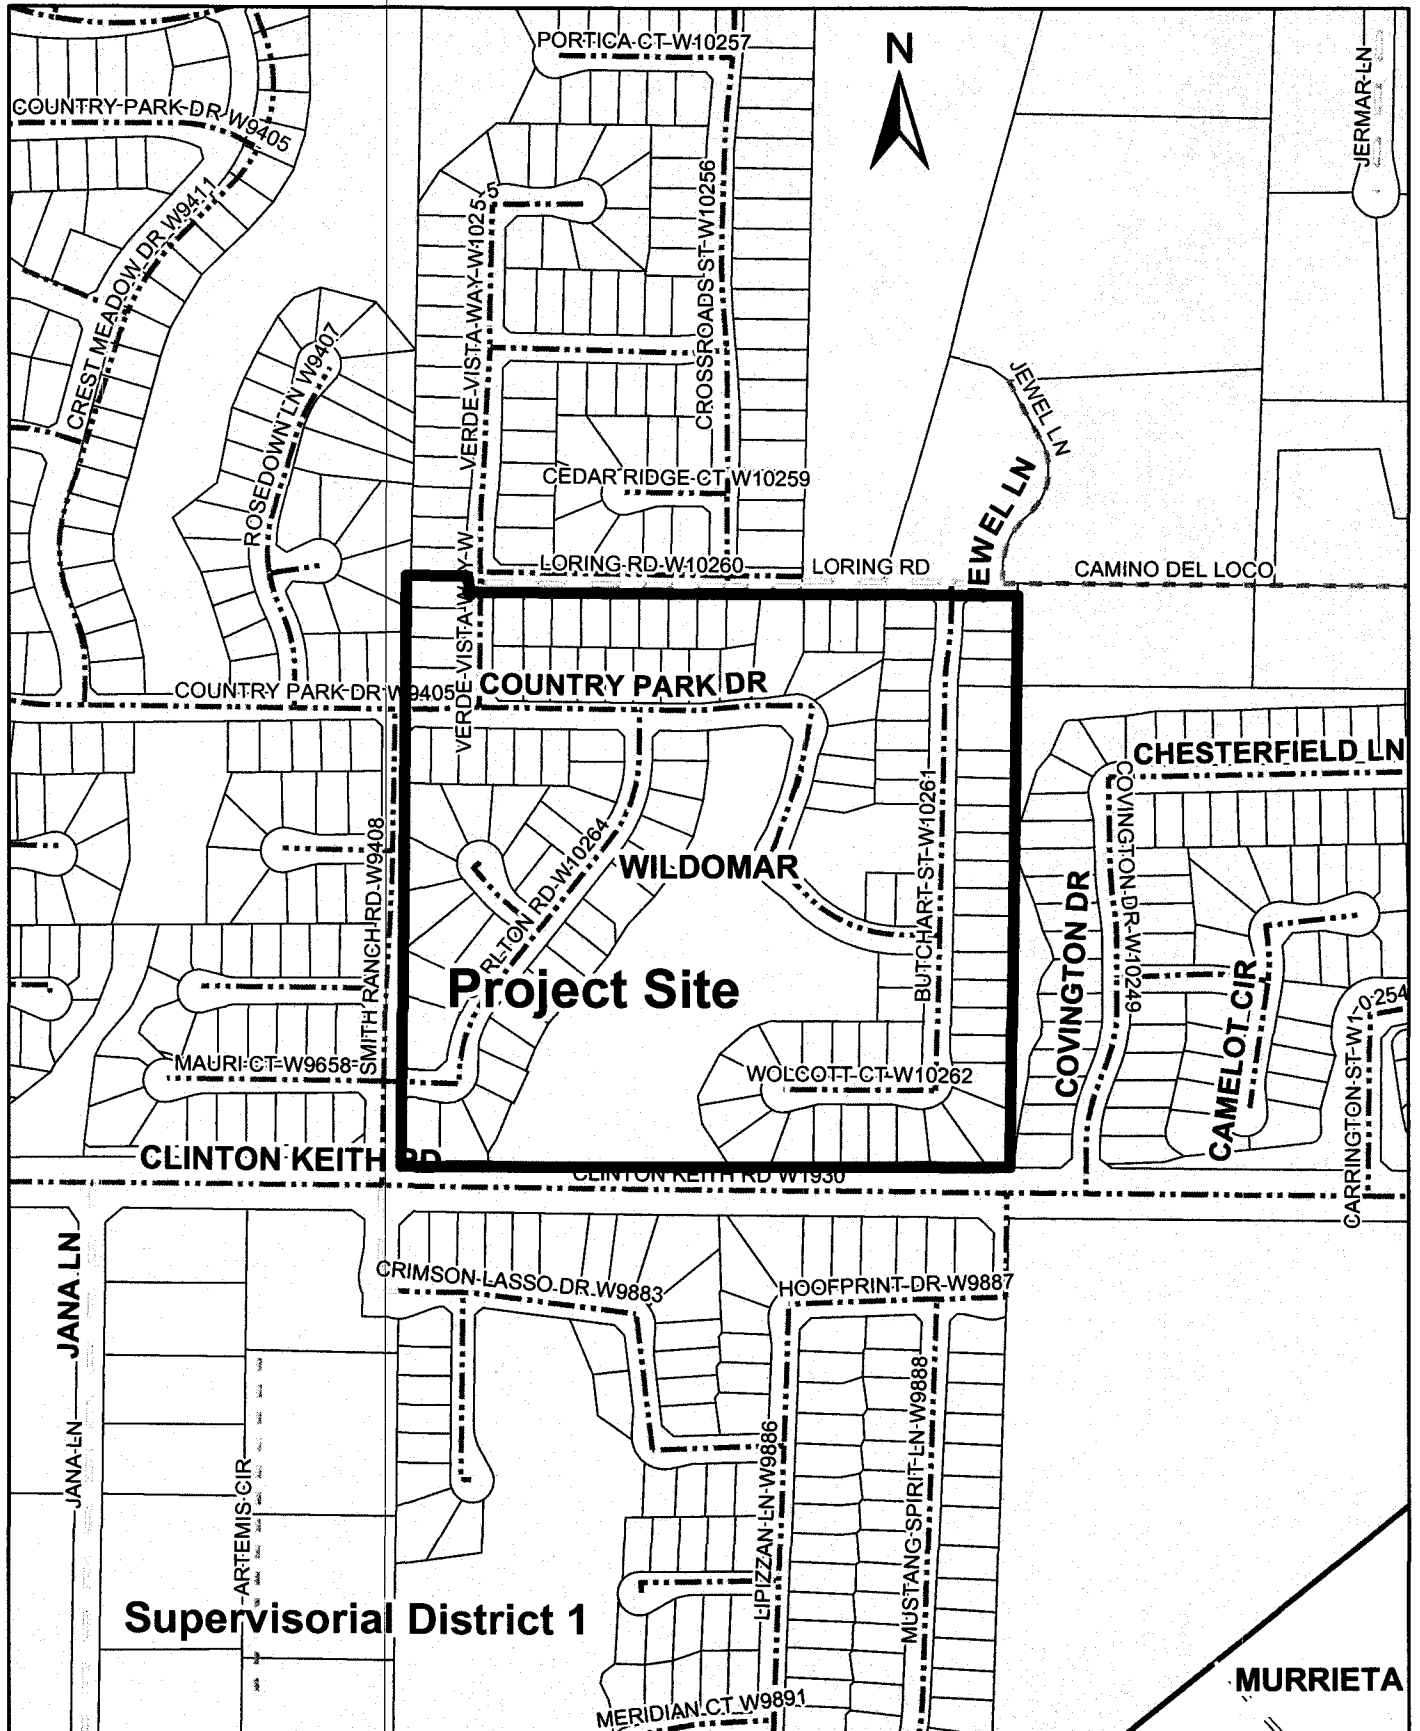 PORTICA-CT-W10257
N
JERMAR-LN
COUNTRY-PARK-DR-W9405
CREST MEADOW DR W9411
VERDE-VISTA-WAY-W10255
CROSSROADS-ST-W10256
ROSEDOWN LN W9407
JEWEL LN
CEDAR RIDGE-CT-W10259
JEWEL LN
LORING-RD-W10260
LORING RD
CAMINO DEL LOCO
VERDE-VISTA-WAY-W
COUNTRY PARK-DR W9405
COUNTRY PARK DR
CHESTERFIELD LN
SMITH RANCH-RD-W9408
RLTON RD-W10264
WILDOMAR
BUTCHART-ST-W10261
COVINGTON DR
COVINGTON-DR-W10249
CAMELOT CIR
Project Site
CARRINGTON-ST-W1-0254
MAURI-CT-W9658
WOLCOTT-CT-W10262
CLINTON KEITH RD
CLINTON KEITH RD W1930
JANA LN
CRIMSON-LASSO-DR W9883
HOOFPRINT-DR-W9887
JANA-LN
ARTEMIS-CIR
LIPIZZAN-LN-W9886
MUSTANG-SPIRIT-LN-W9888
Supervisorial District 1
MURRIETA
MERIDIAN CT W9891